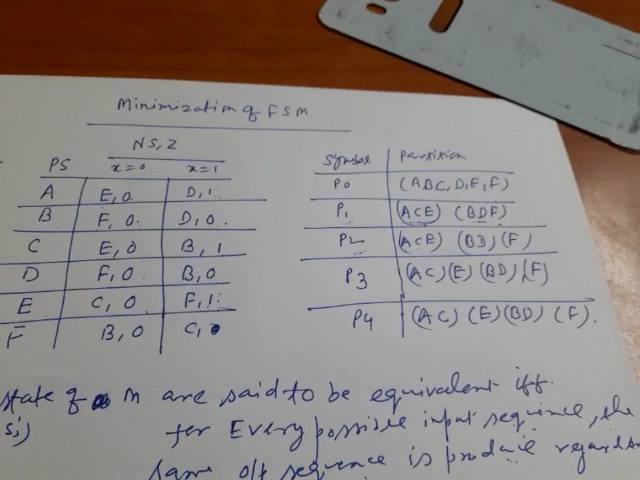 Minimization of FSM
NS, Z
PS x=0 x=1
A E, 0 D, 1
B F, 0 D, 0
C E, 0 B, 1
D F, 0 B, 0
E C, 0 F, 1
F B, 0 C, 0
Symbol Partition
P0 (ABC, D, E, F)
P1 (ACE) (BDF)
P2 (ACE) (BD) (F)
P3 (AC) (E) (BD) (F)
P4 (AC) (E) (BD) (F).
state of M are said to be equivalent iff.
for Every possible input sequence, the
same o/p sequence is produce